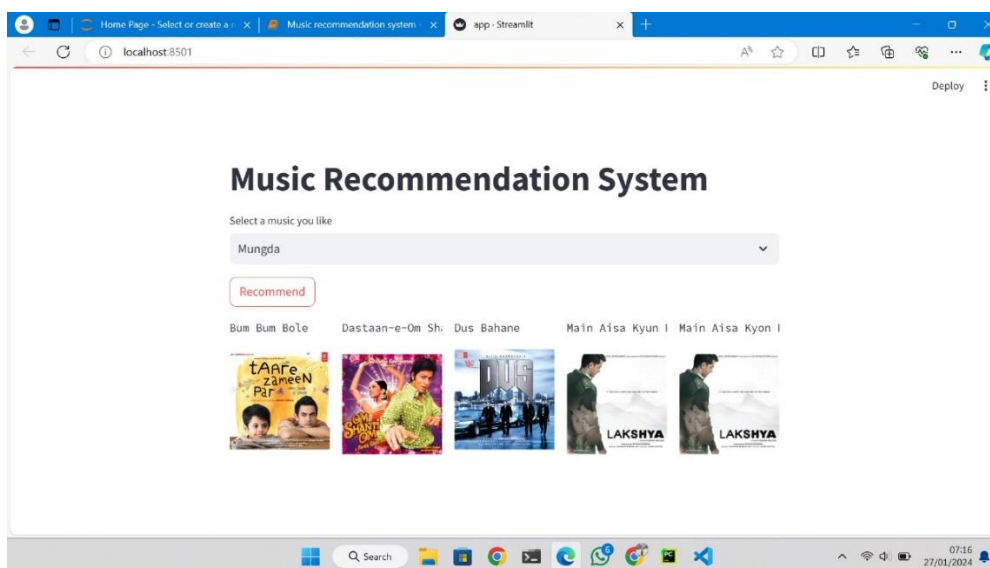 Home Page - Select or create a n
Music recommendation system
app · Streamlit
localhost:8501
Deploy
Music Recommendation System
Select a music you like
Mungda
Recommend
Bum Bum Bole
Dastaan-e-Om Sh
Dus Bahane
Main Aisa Kyun
Main Aisa Kyon
tAARe
zameeN
PaR
OM
SHANTI
OM
DUS
LAKSHYA
LAKSHYA
Search
07:16
27/01/2024